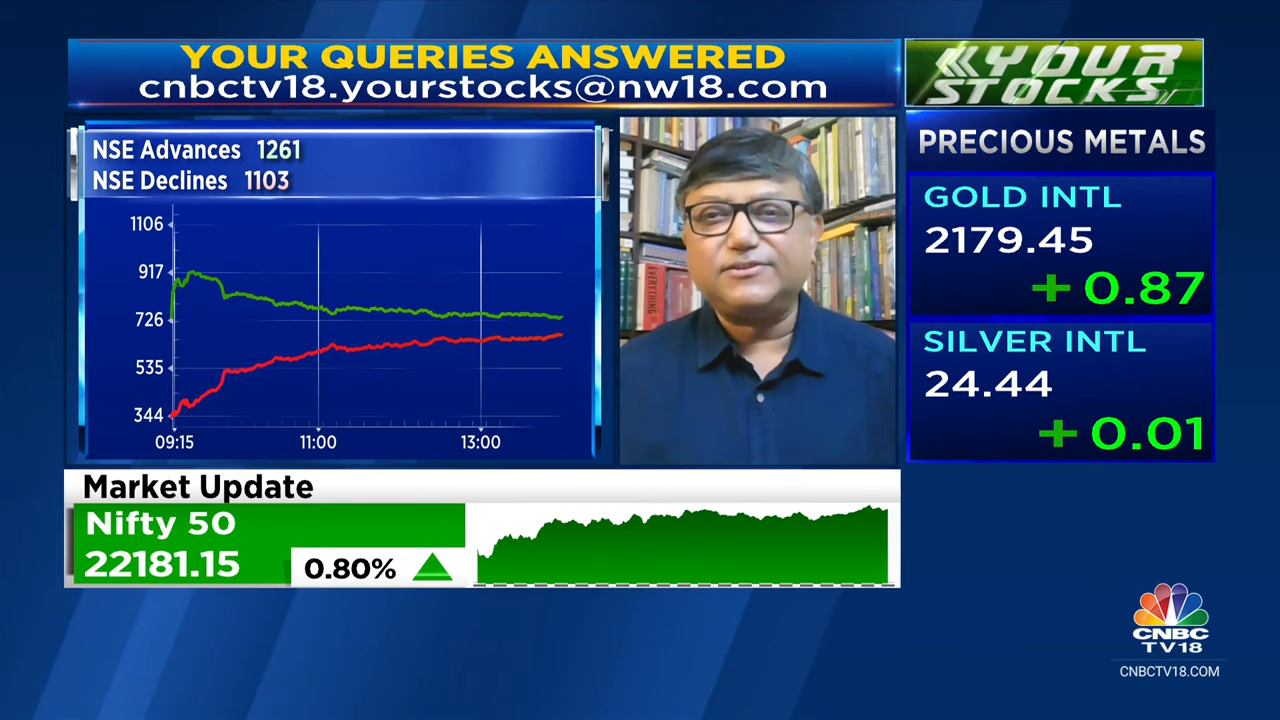 YOUR QUERIES ANSWERED
cnbctv18.yourstocks@nw18.com
YOUR
STOCKS
NSE Advances 1261
NSE Declines 1103
1106
917
726
535
344
09:15 11:00 13:00
EVERYTHING
PRECIOUS METALS
GOLD INTL
2179.45
+ 0.87
SILVER INTL
24.44
+ 0.01
Market Update
Nifty 50
22181.15
0.80%
CNBC
TV18
CNBCTV18.COM